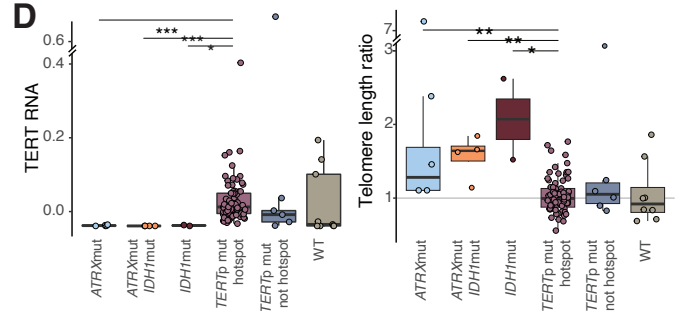 D
TERT RNA
0.6
0.4
0.2
0.0
***
***
*
ATRXmut
ATRXmut
IDH1mut
IDH1mut
TERTp mut
hotspot
TERTp mut
not hotspot
WT
Telomere length ratio
7
3
2
1
**
**
*
ATRXmut
ATRXmut
IDH1mut
IDH1mut
TERTp mut
hotspot
TERTp mut
not hotspot
WT